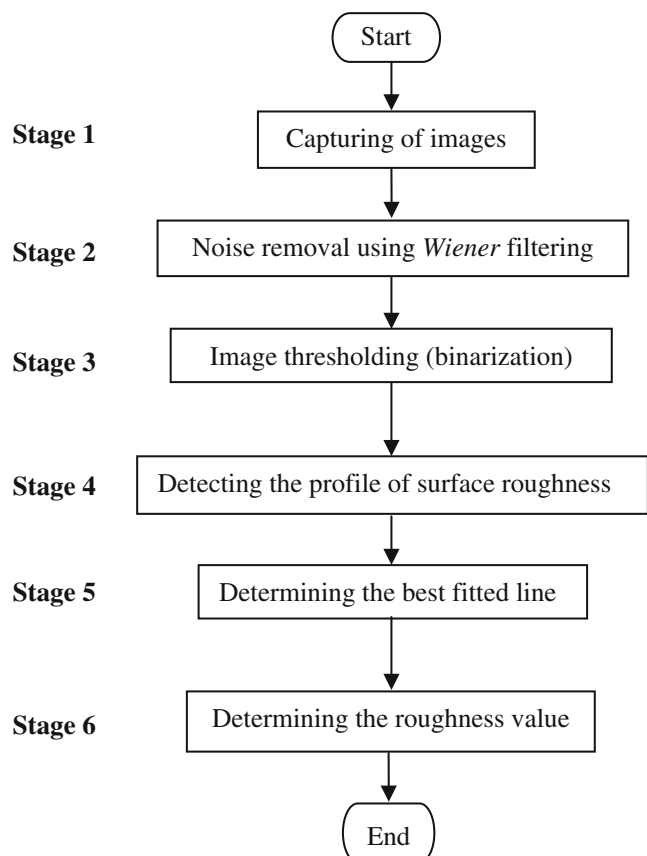 Start
Stage 1
Capturing of images
Stage 2
Noise removal using Wiener filtering
Stage 3
Image thresholding (binarization)
Stage 4
Detecting the profile of surface roughness
Stage 5
Determining the best fitted line
Stage 6
Determining the roughness value
End